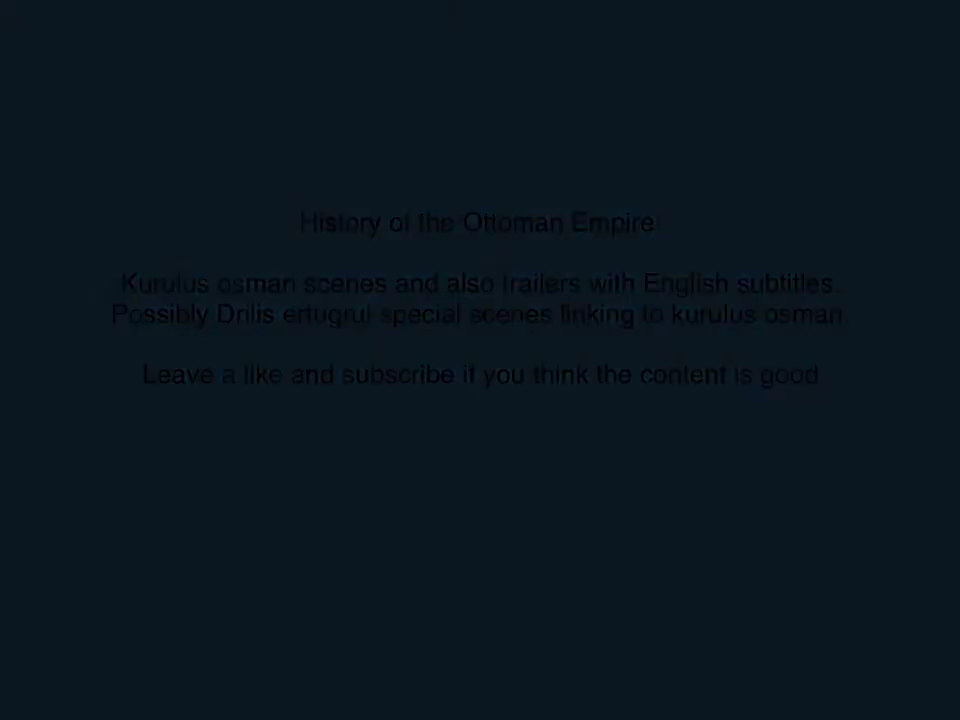 History of the Ottoman Empire
Kurulus osman scenes and also trailers with English subtitles
Possibly Drilis ertugrul special scenes linking to kurulus osman
Leave a like and subscribe if you think the content is good